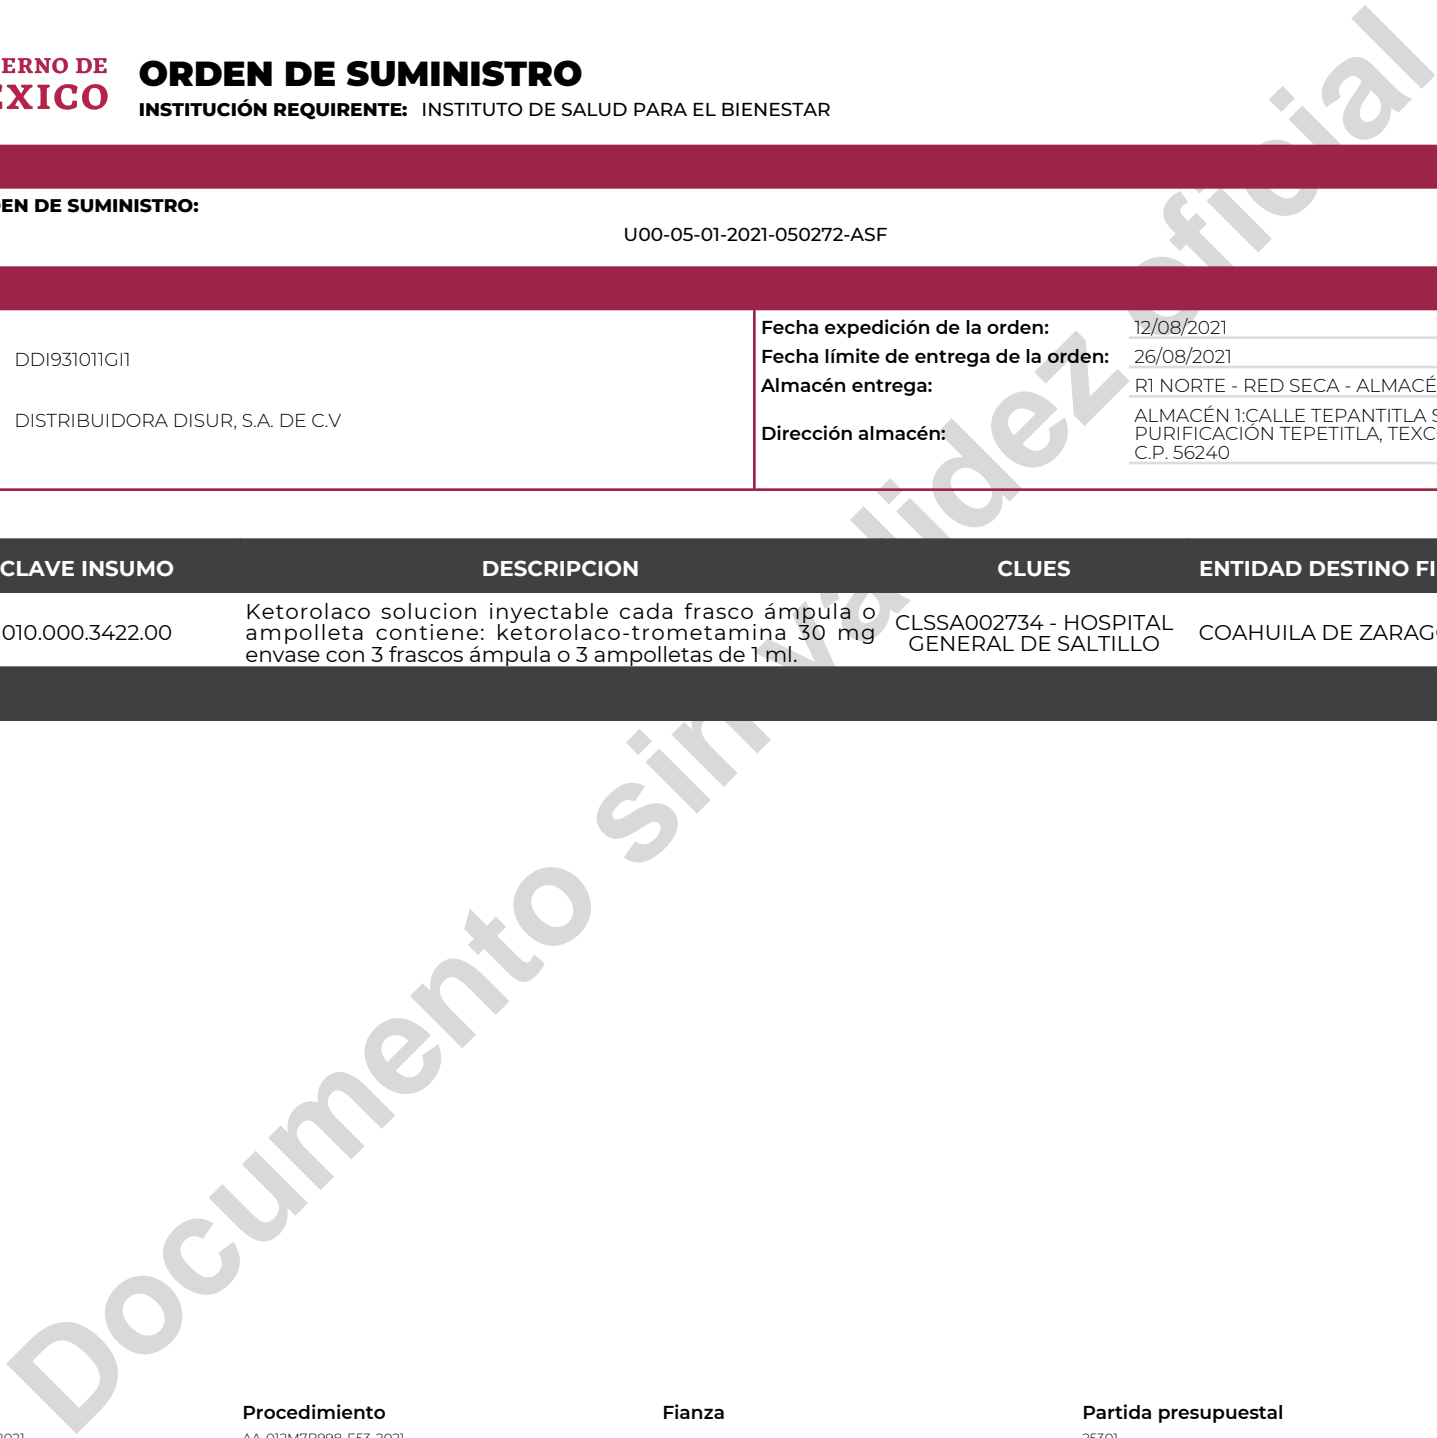 ORDEN DE SUMINISTRO
INSTITUCIÓN REQUIRENTE: INSTITUTO DE SALUD PARA EL BIENESTAR
ERNO DE
EXICO
EN DE SUMINISTRO:
U00-05-01-2021-050272-ASF
DDI931011GI1
DISTRIBUIDORA DISUR, S.A. DE C.V
Fecha expedición de la orden: 12/08/2021
Fecha límite de entrega de la orden: 26/08/2021
Almacén entrega: R1 NORTE - RED SECA - ALMACÉ
Dirección almacén:
ALMACÉN 1:CALLE TEPANTITLA S
PURIFICACIÓN TEPETITLA, TEXC
C.P. 56240
CLAVE INSUMO DESCRIPCION CLUES ENTIDAD DESTINO FI
010.000.3422.00
Ketorolaco solucion inyectable cada frasco ámpula o
ampolleta contiene: ketorolaco-trometamina 30 mg
envase con 3 frascos ámpula o 3 ampolletas de 1 ml.
CLSSA002734 - HOSPITAL
GENERAL DE SALTILLO
COAHUILA DE ZARAG
Documento sin validez oficial
Procedimiento Fianza Partida presupuestal